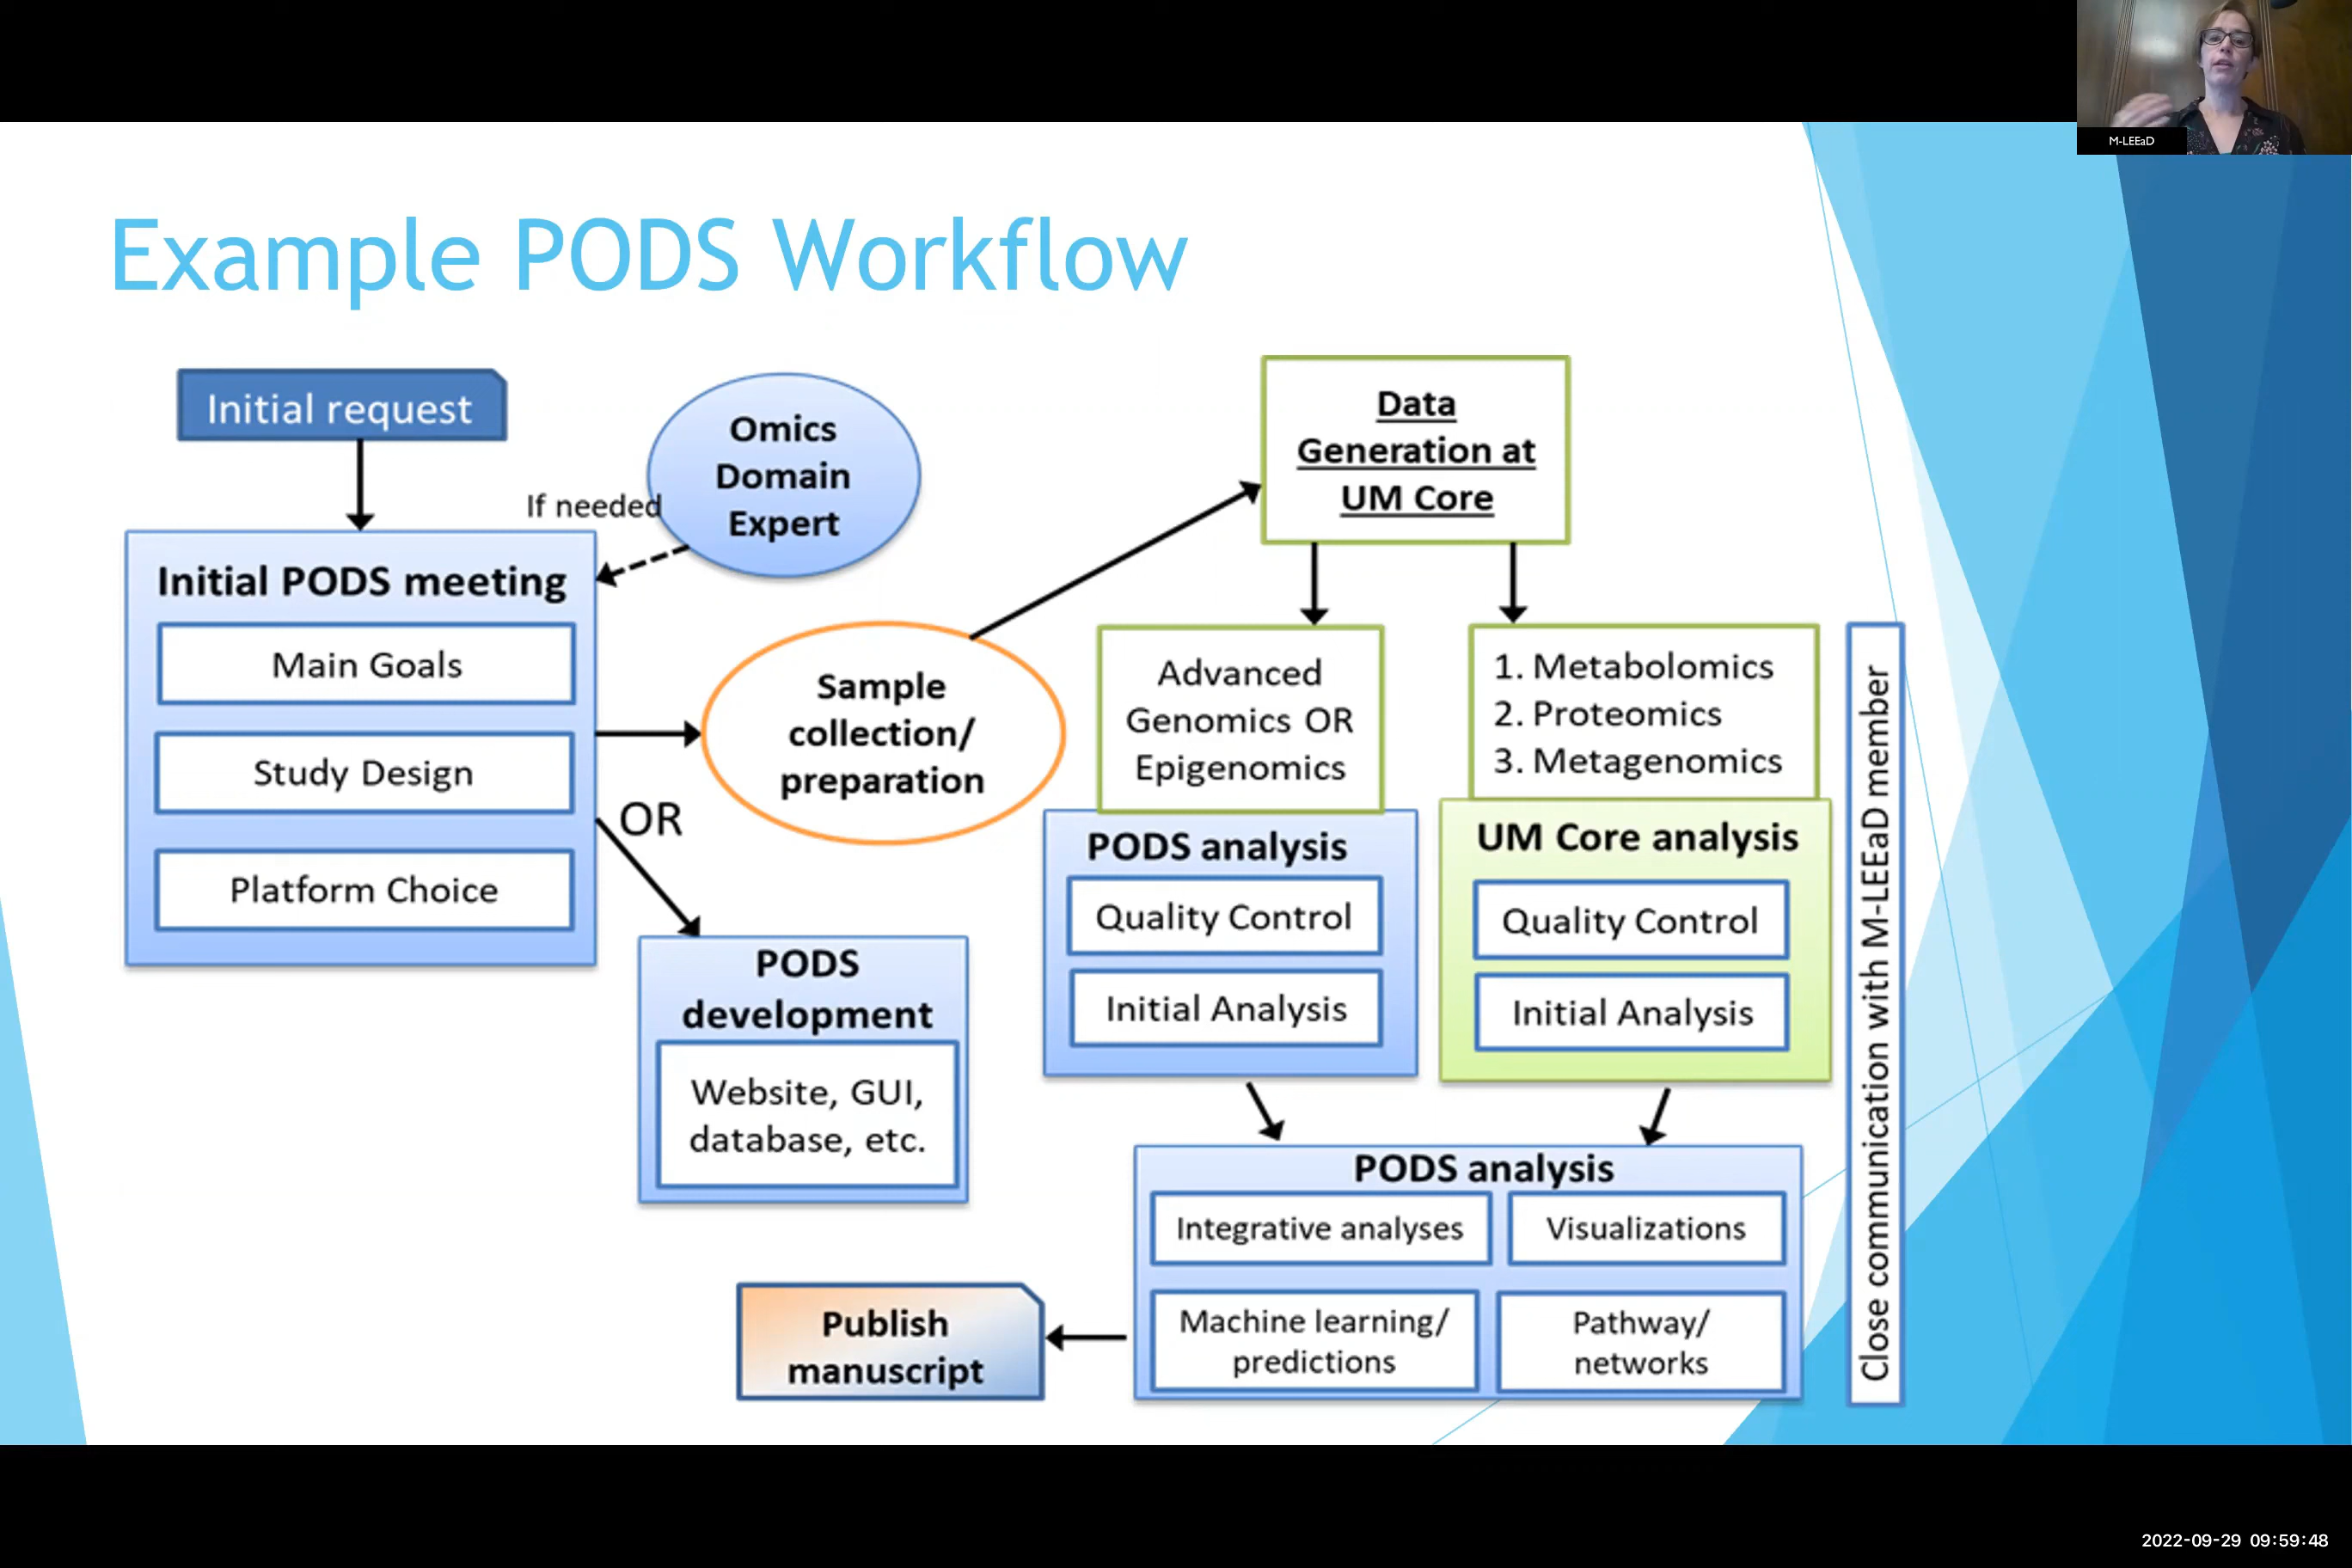 M-LEEaD
Example PODS Workflow
Initial request
Omics
Domain
Expert
If needed
Initial PODS meeting
Main Goals
Study Design
Platform Choice
OR
Sample
collection/
preparation
PODS
development
Website, GUI,
database, etc.
Data
Generation at
UM Core
Advanced
Genomics OR
Epigenomics
PODS analysis
Quality Control
Initial Analysis
1. Metabolomics
2. Proteomics
3. Metagenomics
UM Core analysis
Quality Control
Initial Analysis
PODS analysis
Integrative analyses
Visualizations
Machine learning/
predictions
Pathway/
networks
Publish
manuscript
Close communication with M-LEEaD member
2022-09-29 09:59:48